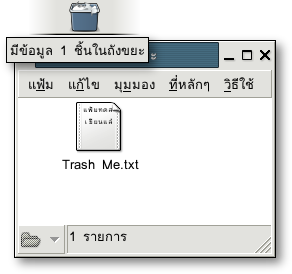 มีข้อมูล 1 ชิ้นในถังขยะ
แฟ้ม แก้ไข มุมมอง ที่หลักๆ วิธีใช้
Trash Me.txt
1 รายการ